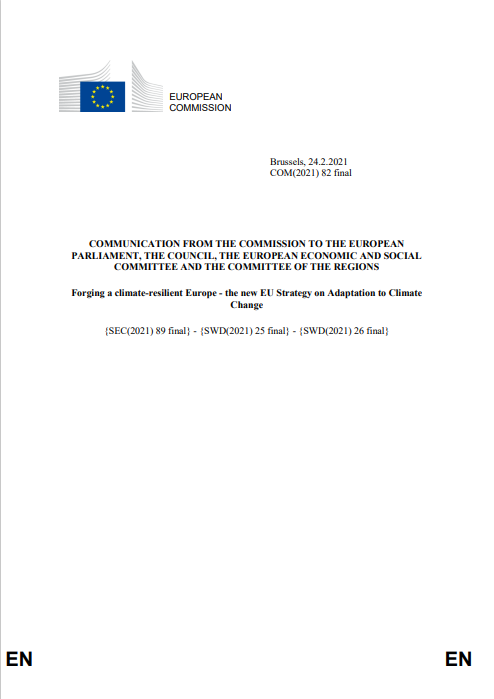 EUROPEAN
COMMISSION
Brussels, 24.2.2021
COM(2021) 82 final
COMMUNICATION FROM THE COMMISSION TO THE EUROPEAN
PARLIAMENT, THE COUNCIL, THE EUROPEAN ECONOMIC AND SOCIAL
COMMITTEE AND THE COMMITTEE OF THE REGIONS
Forging a climate-resilient Europe - the new EU Strategy on Adaptation to Climate
Change
{SEC(2021) 89 final} - {SWD(2021) 25 final} - {SWD(2021) 26 final}
EN EN